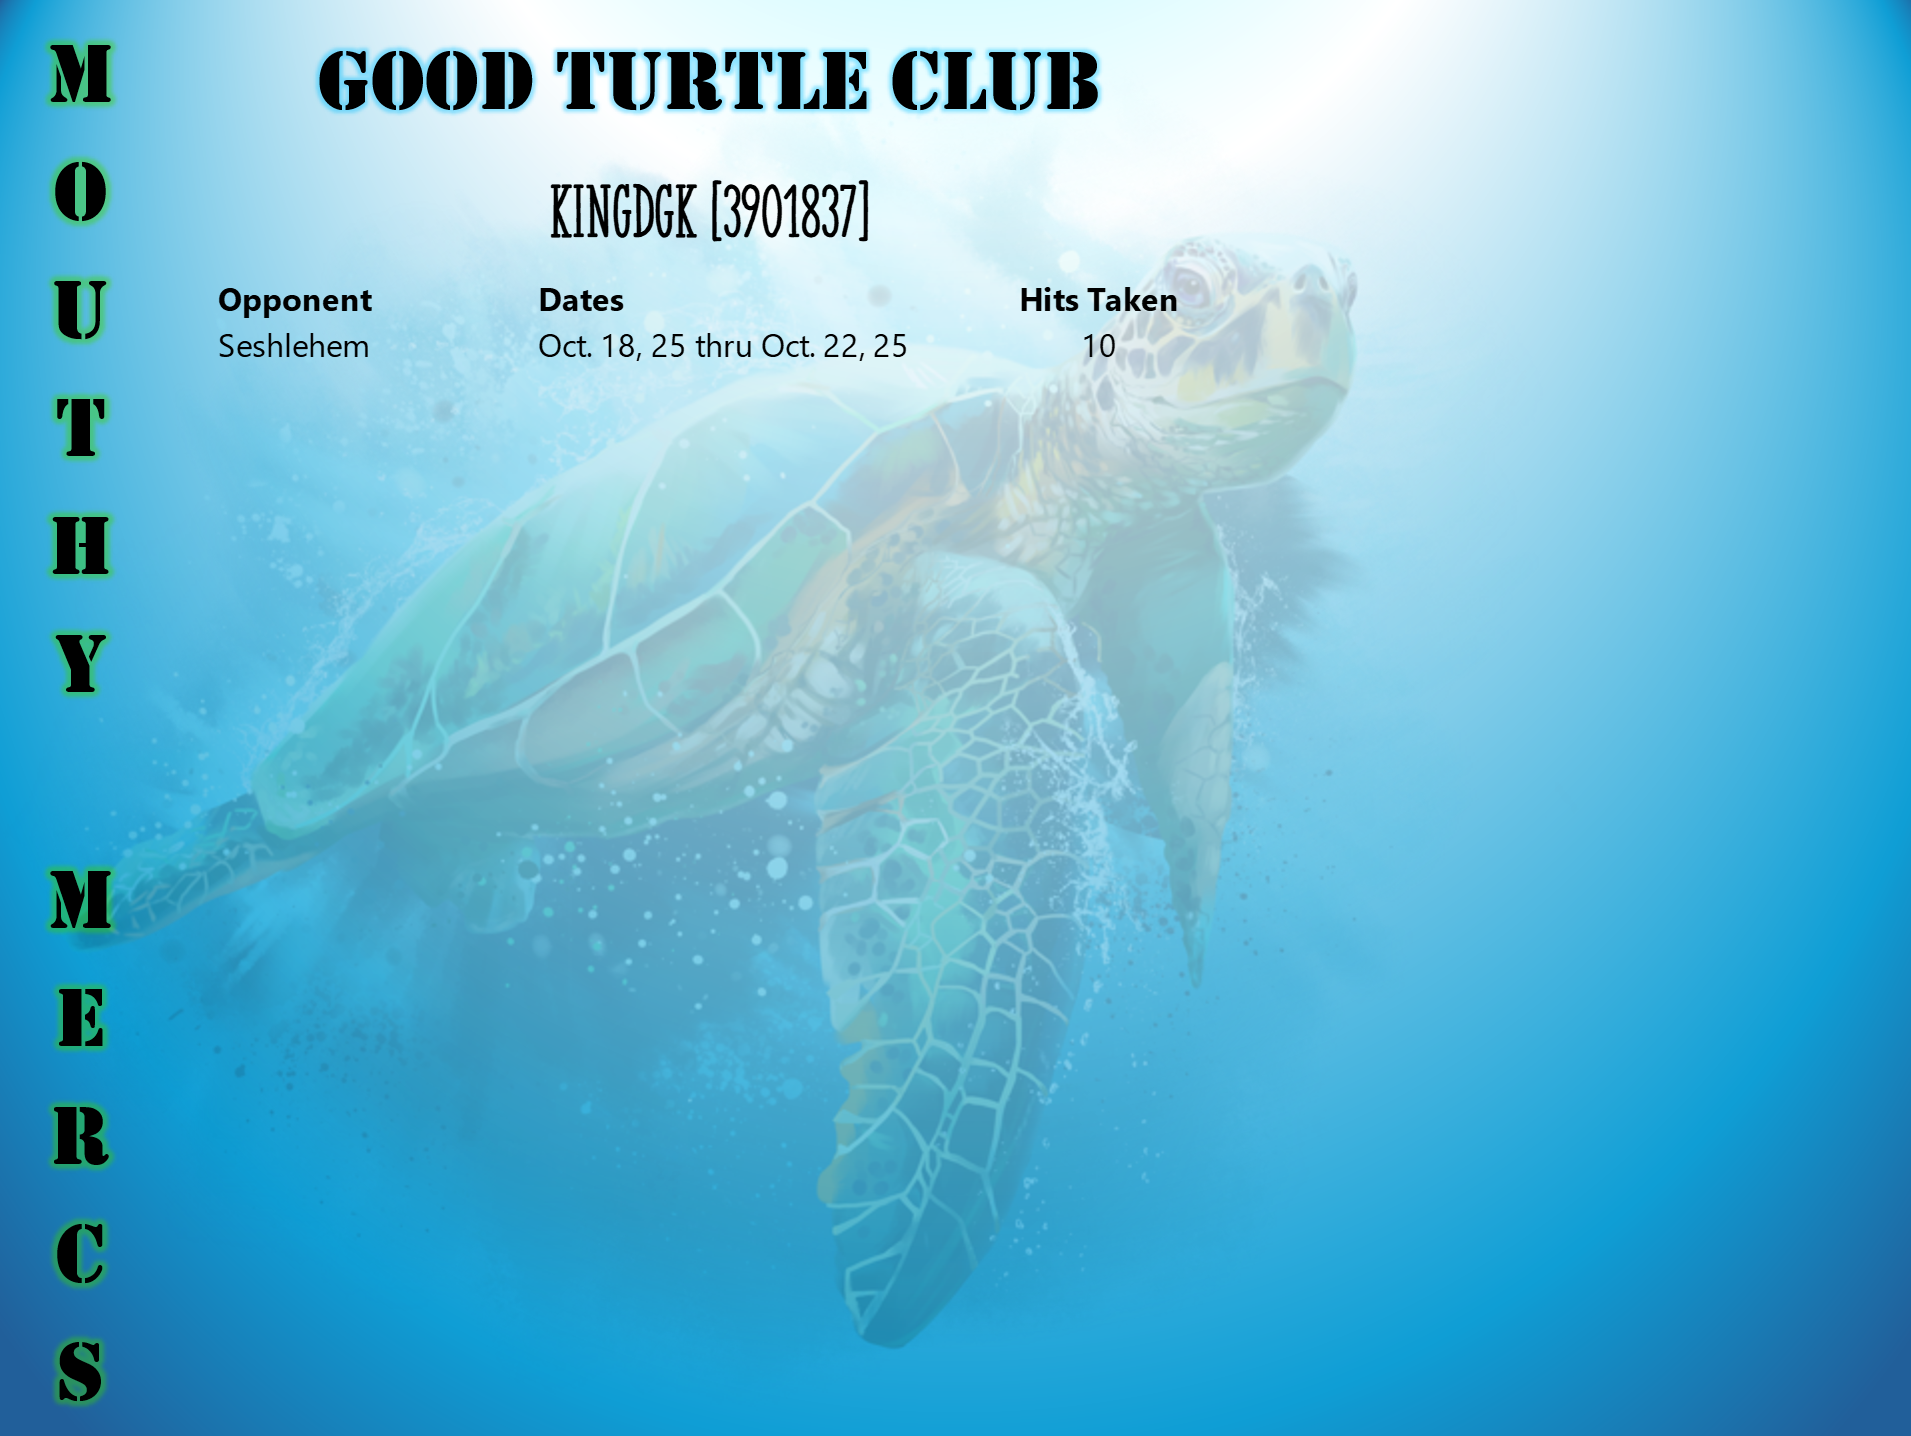 MOUTHY MERCS
GOOD TURTLE CLUB
KINGDGK [3901837]
Opponent Dates Hits Taken
Seshlehem Oct. 18, 25 thru Oct. 22, 25 10